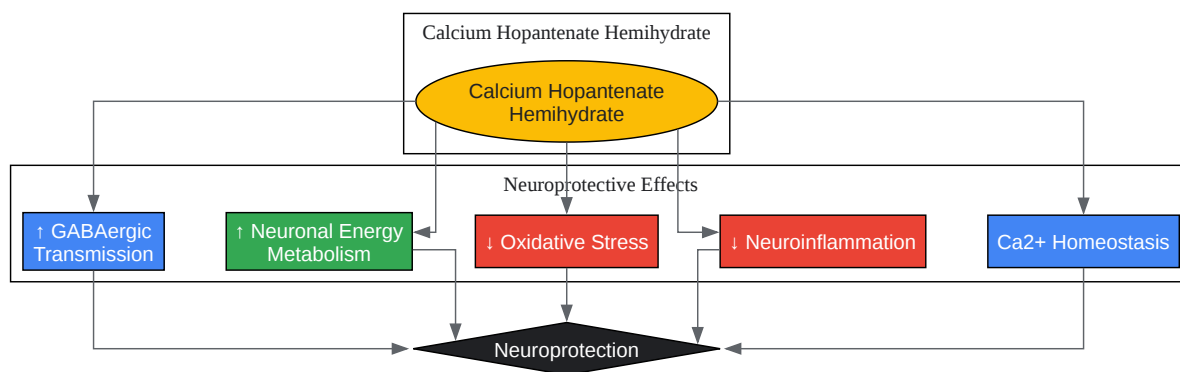 Calcium Hopantenate Hemihydrate
Calcium Hopantenate
Hemihydrate
Neuroprotective Effects
↑ GABAergic
Transmission
↑ Neuronal Energy
Metabolism
↓ Oxidative Stress
↓ Neuroinflammation
Ca2+ Homeostasis
Neuroprotection